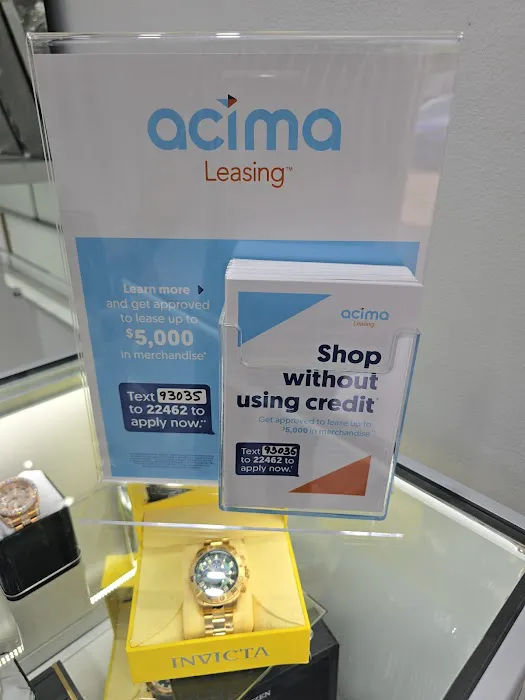 acima
Leasing™
Learn more
and get approved
to lease up to
$5,000
in merchandise*
Text 93035
to 22462 to
apply now.**
acima
Leasing
Shop
without
using credit*
Get approved to lease up to
$5,000 in merchandise
Text 93035
to 22462 to
apply now.*
INVICTA